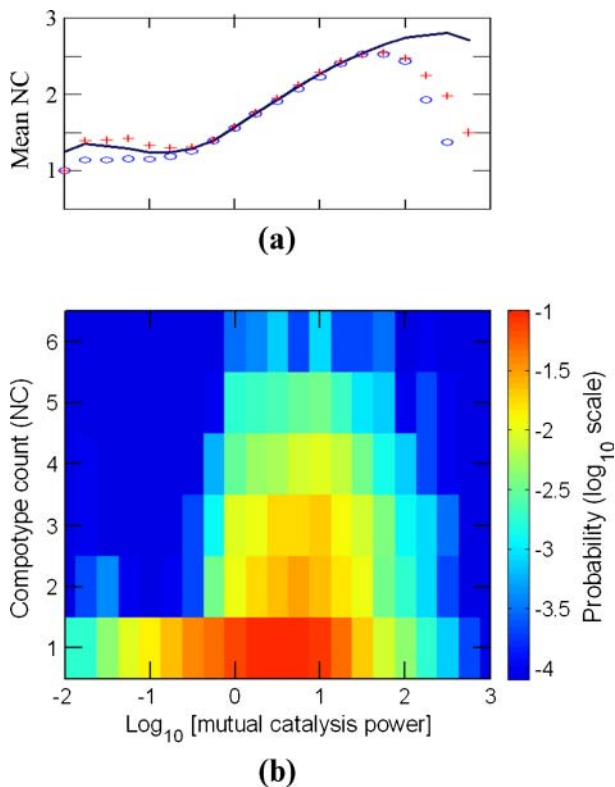 3
2
1
Mean NC
(a)
6
5
4
3
2
1
Compotype count (NC)
-2 -1 0 1 2 3
Log10 [mutual catalysis power]
-1
-1.5
-2
-2.5
-3
-3.5
-4
Probability (log10 scale)
(b)